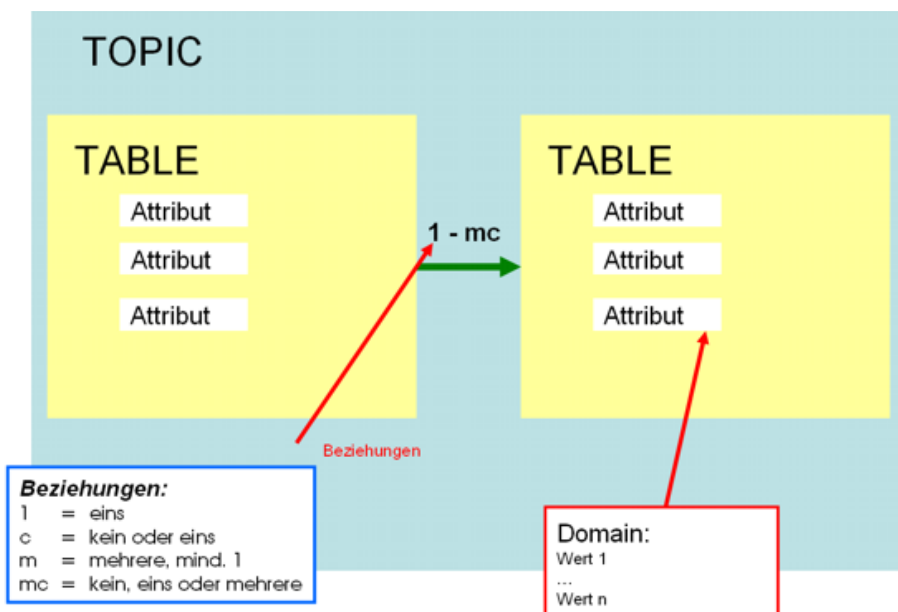 TOPIC
TABLE
Attribut
Attribut
Attribut
1 - mc
TABLE
Attribut
Attribut
Attribut
Beziehungen
Beziehungen:
1 = eins
c = kein oder eins
m = mehrere, mind. 1
mc = kein, eins oder mehrere
Domain:
Wert 1
...
Wert n